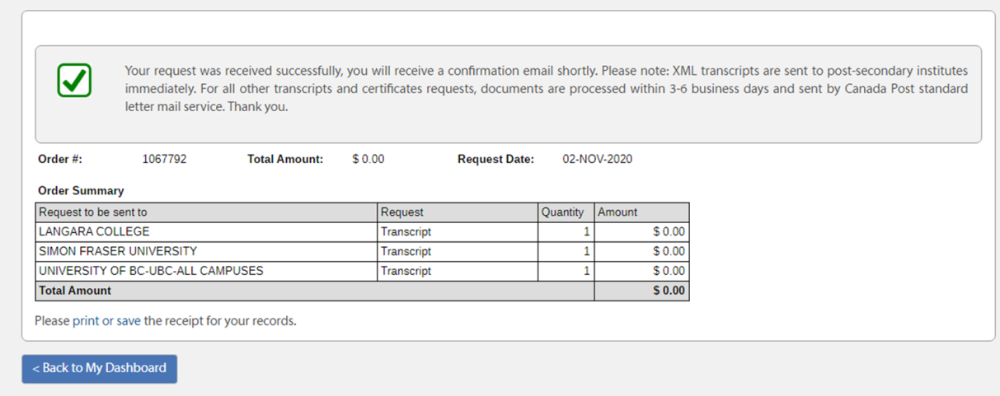 Your request was received successfully, you will receive a confirmation email shortly. Please note: XML transcripts are sent to post-secondary institutes
immediately. For all other transcripts and certificates requests, documents are processed within 3-6 business days and sent by Canada Post standard
letter mail service. Thank you.
Order #: 1067792 Total Amount: $ 0.00 Request Date: 02-NOV-2020
Order Summary
Request to be sent to Request Quantity Amount
LANGARA COLLEGE Transcript 1 $ 0.00
SIMON FRASER UNIVERSITY Transcript 1 $ 0.00
UNIVERSITY OF BC-UBC-ALL CAMPUSES Transcript 1 $ 0.00
Total Amount $ 0.00
Please print or save the receipt for your records.
< Back to My Dashboard